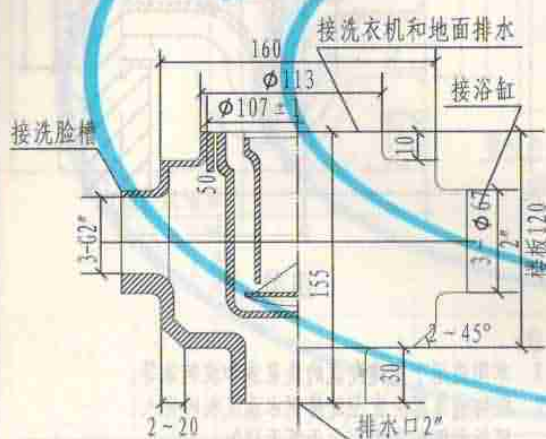 接洗衣机和地面排水
160
ϕ113
接浴缸
ϕ107±
接洗脸槽
10
50
3-G2"
155
3-ϕ67
2"
楼板120
2~45°
30
2~20
排水口2"